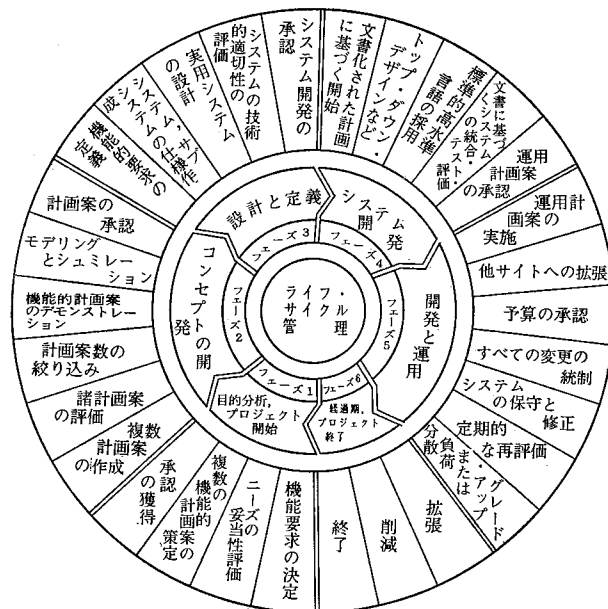 ライフ・
サイクル
管理
フェーズ1
目的分析,
プロジェクト
開始
機能要求の決定
ニーズの
妥当性評価
複数の
機能的
計画案の
策定
承認
の獲得
フェーズ2
コンセプトの開
発
複数
計画案
の作成
諸計画案
の評価
計画案数の
絞り込み
機能的計画案
のデモンストレー
ション
モデリング
とシュミレー
ション
計画案の
承認
フェーズ3
設計と定義
機能的要求の
定義
システム,サブ
システムの仕様作
成
実用システム
の設計
システムの技術
的適切性の
評価
システム開発の
承認
フェーズ4
システム
開発
文書化された計画
に基づく開始
トップ・ダウン・
デザインなど
標準的高水準
言語の採用
文書に基づ
くシステム
の統合・テスト・
評価
運用
計画案
の承認
フェーズ5
開発と運用
運用計
画案の
実施
他サイトへの拡張
予算の承認
すべての変更の
統制
システム
の保守と
修正
定期的
な再評価
グレード
・アップ
または
負荷
分散
フェーズ6
経過期,
プロジェクト
終了
拡張
削減
終了